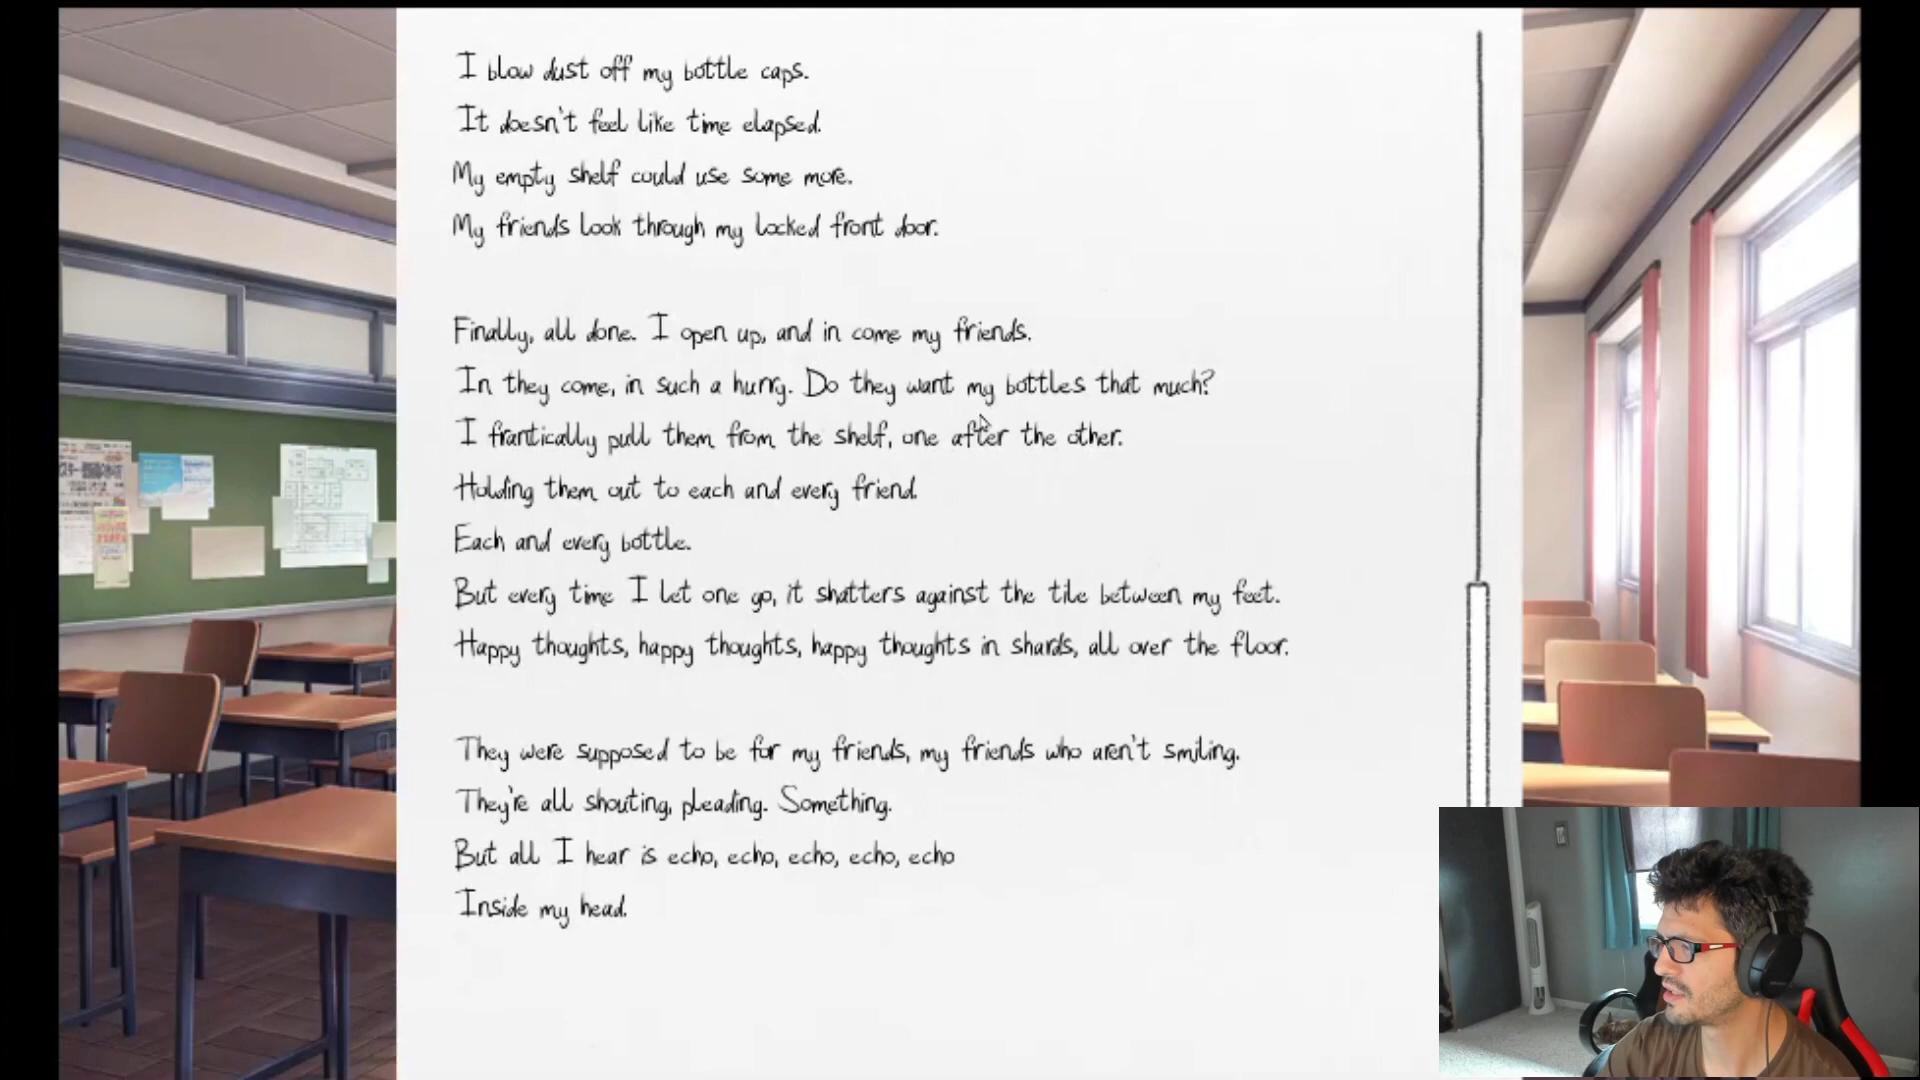 I blow dust off my bottle caps.
It doesn't feel like time elapsed.
My empty shelf could use some more.
My friends look through my locked front door.
Finally, all done. I open up, and in come my friends.
In they come, in such a hurry. Do they want my bottles that much?
I frantically pull them from the shelf, one after the other.
Holding them out to each and every friend.
Each and every bottle.
But every time I let one go, it shatters against the tile between my feet.
Happy thoughts, happy thoughts, happy thoughts in shards, all over the floor.
They were supposed to be for my friends, my friends who aren't smiling.
They're all shouting, pleading. Something.
But all I hear is echo, echo, echo, echo, echo
Inside my head.